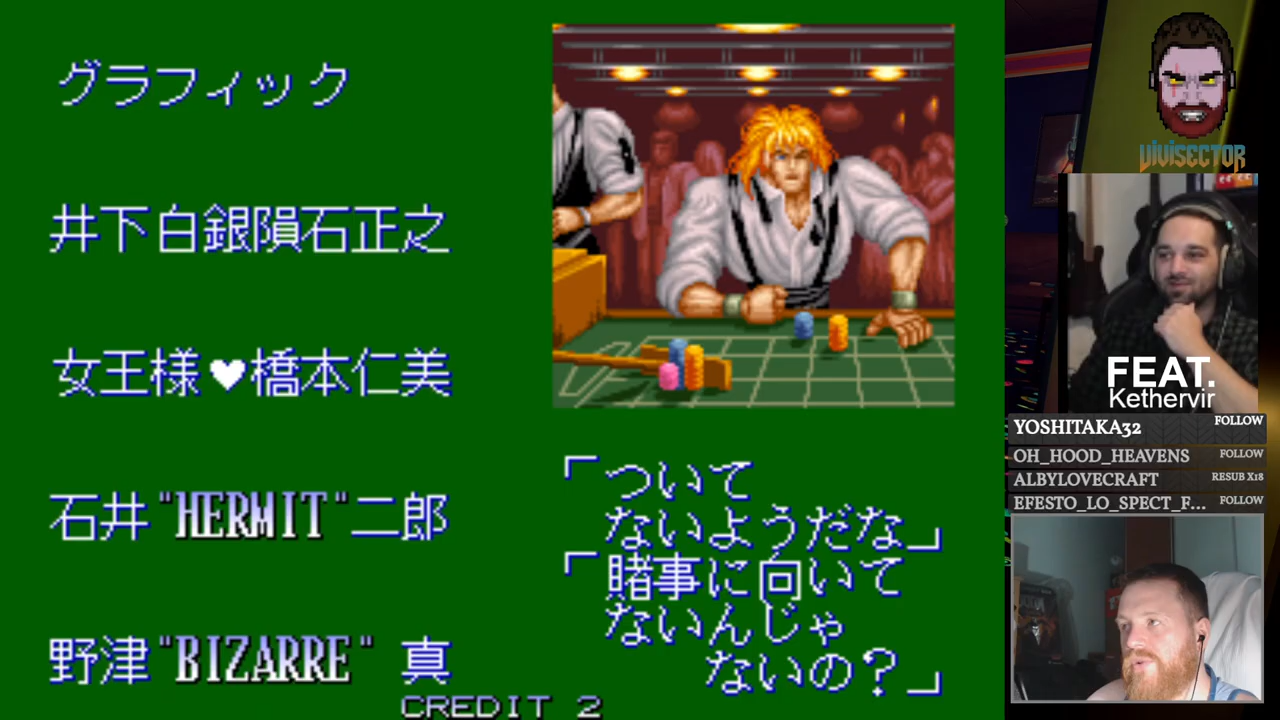 グラフィック
井下白銀隕石正之
女王様♥橋本仁美
石井"HERMIT"二郎
野津"BIZARRE" 真
「ついて
ないようだな」
「賭事に向いて
ないんじゃ
ないの?」
CREDIT 2
ViViSECTOR
FEAT.
Kethervir
YOSHITAKA32 FOLLOW
OH_HOOD_HEAVENS FOLLOW
ALBYLOVECRAFT RESUB X18
EFESTO_LO_SPECT_F... FOLLOW